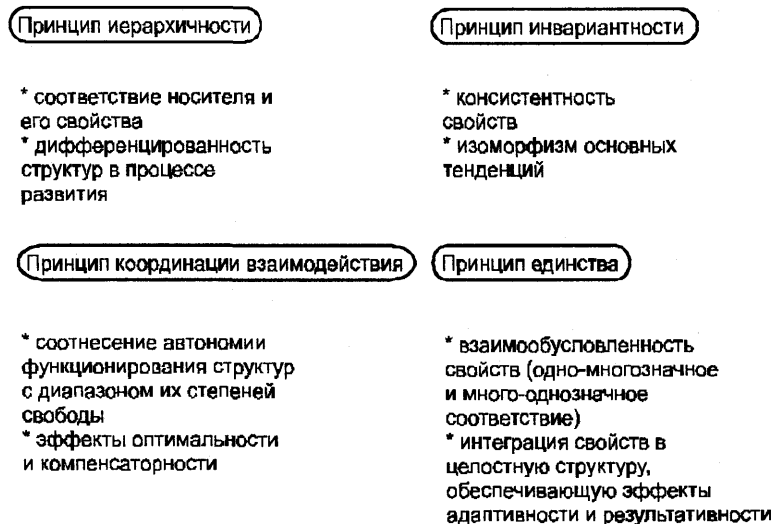 Принцип иерархичности
* соответствие носителя и
его свойства
* дифференцированность
структур в процессе
развития
Принцип инвариантности
* консистентность
свойств
* изоморфизм основных
тенденций
Принцип координации взаимодействия
* соотнесение автономии
функционирования структур
с диапазоном их степеней
свободы
* эффекты оптимальности
и компенсаторности
Принцип единства
* взаимообусловленность
свойств (одно-многозначное
и много-однозначное
соответствие)
* интеграция свойств в
целостную структуру,
обеспечивающую эффекты
адаптивности и результативности